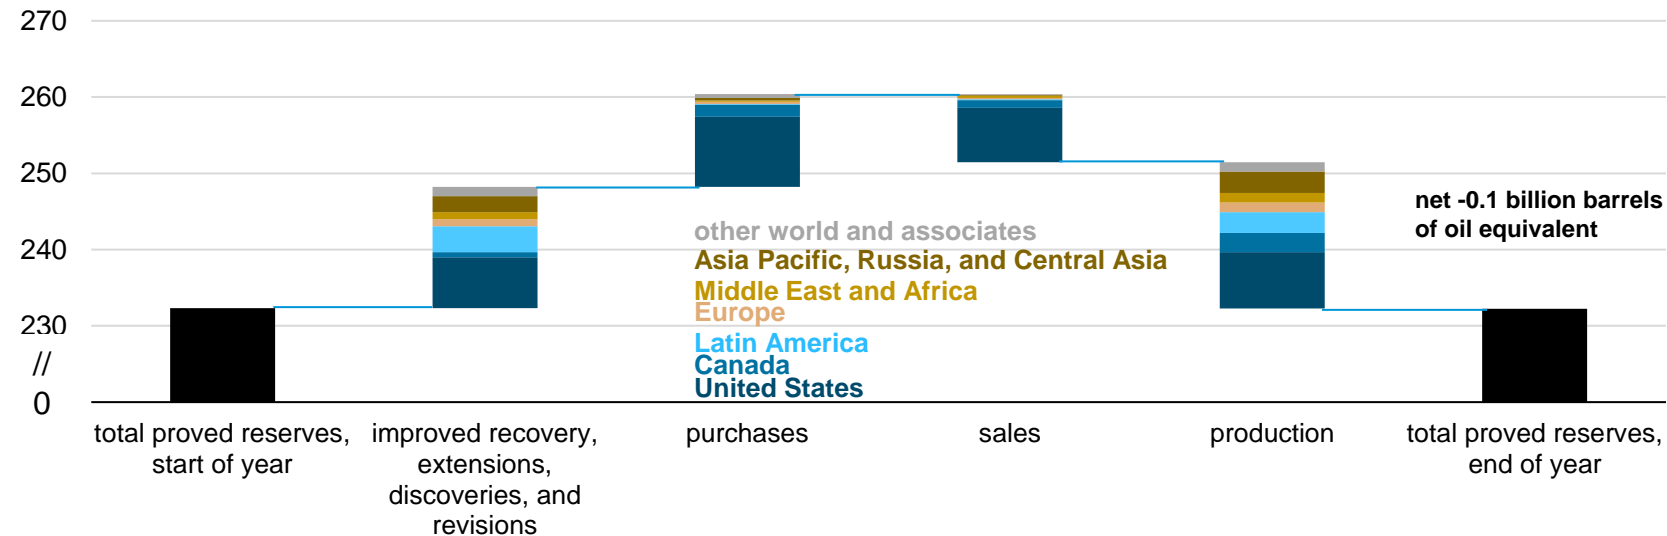 270
260
250
240
230
//
0
net -0.1 billion barrels
of oil equivalent
other world and associates
Asia Pacific, Russia, and Central Asia
Middle East and Africa
Europe
Latin America
Canada
United States
total proved reserves,
start of year
improved recovery,
extensions,
discoveries, and
revisions
purchases
sales
production
total proved reserves,
end of year